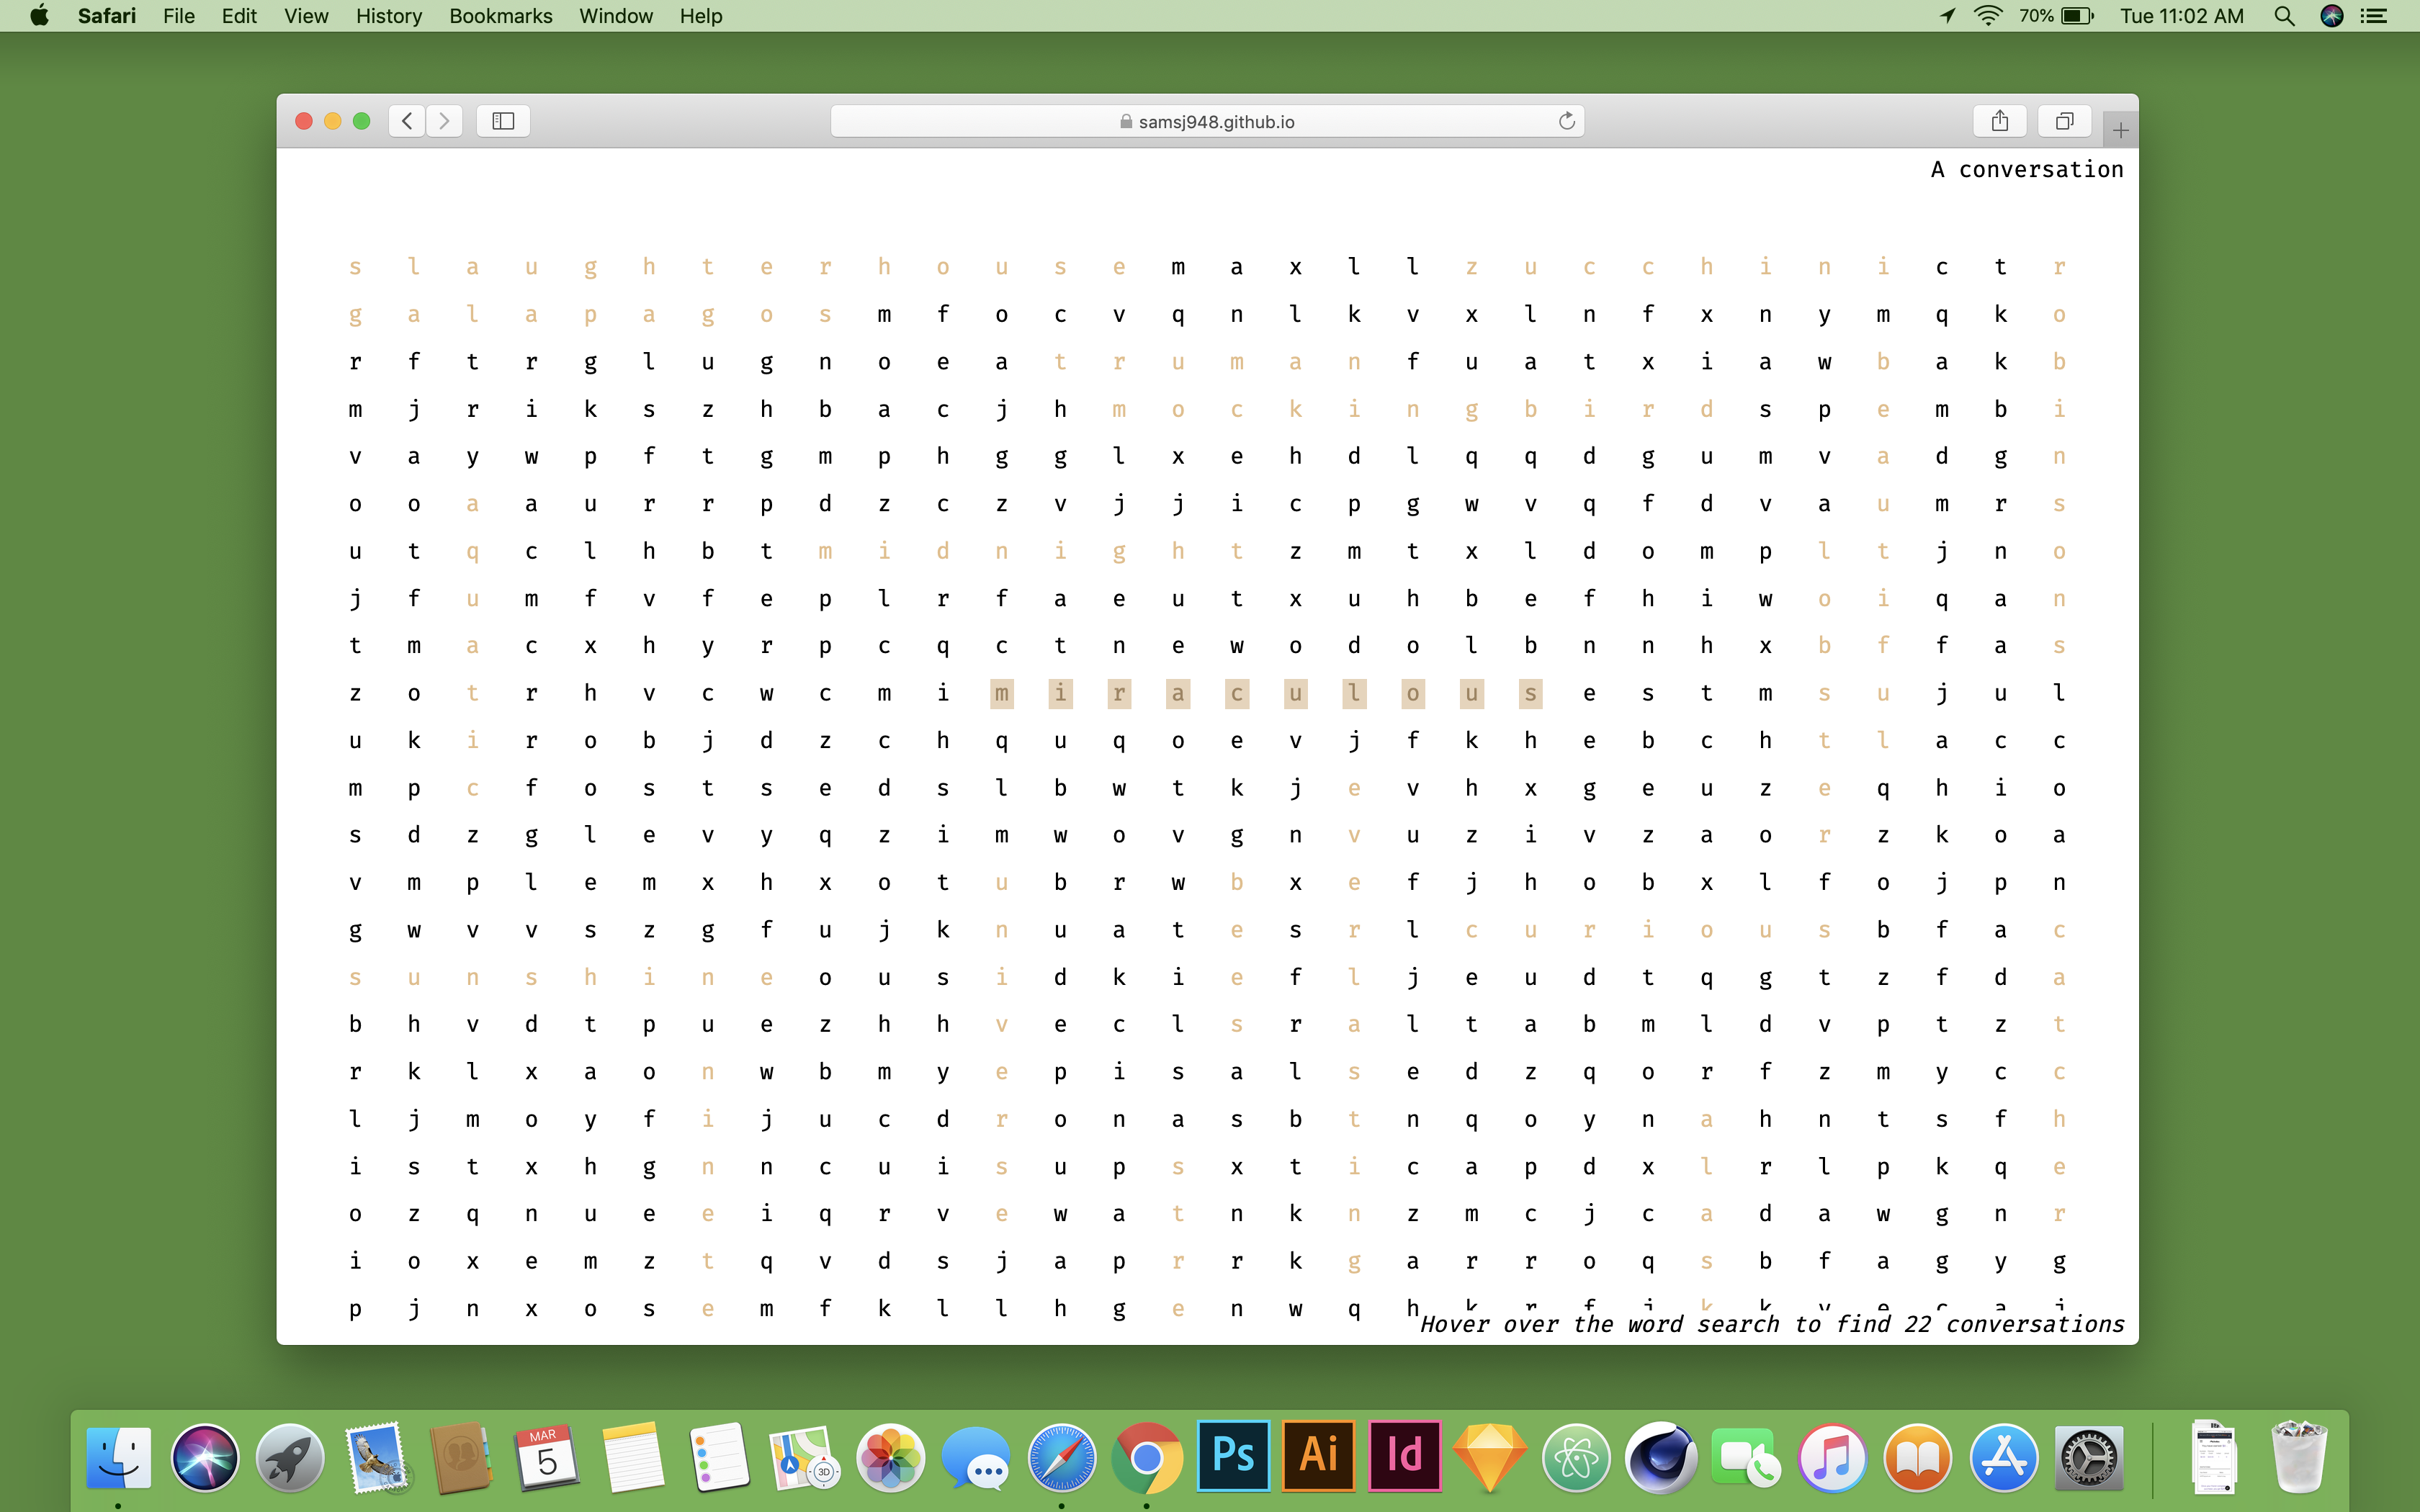 Safari File Edit View History Bookmarks Window Help 70% Tue 11:02 AM
samsj948.github.io
A conversation
s l a u g h t e r h o u s e m a x l l z u c c h i n i c t r
g a l a p a g o s m f o c v q n l k v x l n f x n y m q k o
r f t r g l u g n o e a t r u m a n f u a t x i a w b a k b
m j r i k s z h b a c j h m o c k i n g b i r d s p e m b i
v a y w p f t g m p h g g l x e h d l q q d g u m v a d g n
o o a a u r r p d z c z v j j i c p g w v q f d v a u m r s
u t q c l h b t m i d n i g h t z m t x l d o m p l t j n o
j f u m f v f e p l r f a e u t x u h b e f h i w o i q a n
t m a c x h y r p c q c t n e w o d o l b n n h x b f f a s
z o t r h v c w c m i m i r a c u l o u s e s t m s u j u l
u k i r o b j d z c h q u q o e v j f k h e b c h t l a c c
m p c f o s t s e d s l b w t k j e v h x g e u z e q h i o
s d z g l e v y q z i m w o v g n v u z i v z a o r z k o a
v m p l e m x h x o t u b r w b x e f j h o b x l f o j p n
g w v v s z g f u j k n u a t e s r l c u r i o u s b f a c
s u n s h i n e o u s i d k i e f l j e u d t q g t z f d a
b h v d t p u e z h h v e c l s r a l t a b m l d v p t z t
r k l x a o n w b m y e p i s a l s e d z q o r f z m y c c
l j m o y f i j u c d r o n a s b t n q o y n a h n t s f h
i s t x h g n n c u i s u p s x t i c a p d x l r l p k q e
o z q n u e e i q r v e w a t n k n z m c j c a d a w g n r
i o x e m z t q v d s j a p r r k g a r r o q s b f a g y g
p j n x o s e m f k l l h g e n w q h k r f j k k v e c a i
Hover over the word search to find 22 conversations
MAR
5
3D
Ps Ai Id